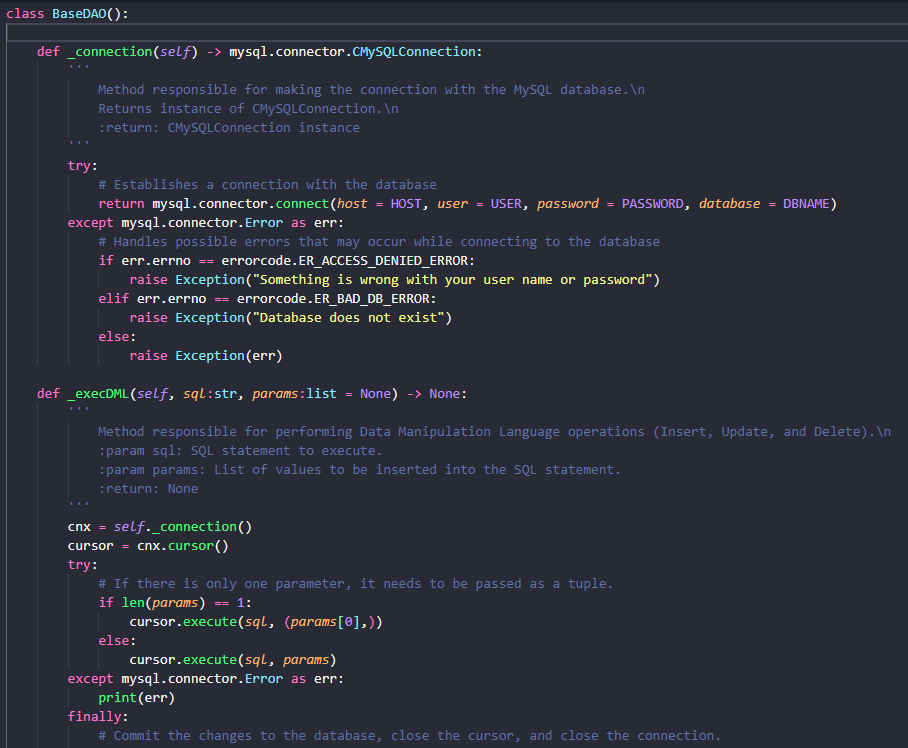 class BaseDAO():
def _connection(self) -> mysql.connector.CMySQLConnection:
'''
Method responsible for making the connection with the MySQL database.\n
Returns instance of CMySQLConnection.\n
:return: CMySQLConnection instance
'''
try:
# Establishes a connection with the database
return mysql.connector.connect(host = HOST, user = USER, password = PASSWORD, database = DBNAME)
except mysql.connector.Error as err:
# Handles possible errors that may occur while connecting to the database
if err.errno == errorcode.ER_ACCESS_DENIED_ERROR:
raise Exception("Something is wrong with your user name or password")
elif err.errno == errorcode.ER_BAD_DB_ERROR:
raise Exception("Database does not exist")
else:
raise Exception(err)
def _execDML(self, sql:str, params:list = None) -> None:
'''
Method responsible for performing Data Manipulation Language operations (Insert, Update, and Delete).\n
:param sql: SQL statement to execute.
:param params: List of values to be inserted into the SQL statement.
:return: None
'''
cnx = self._connection()
cursor = cnx.cursor()
try:
# If there is only one parameter, it needs to be passed as a tuple.
if len(params) == 1:
cursor.execute(sql, (params[0],))
else:
cursor.execute(sql, params)
except mysql.connector.Error as err:
print(err)
finally:
# Commit the changes to the database, close the cursor, and close the connection.